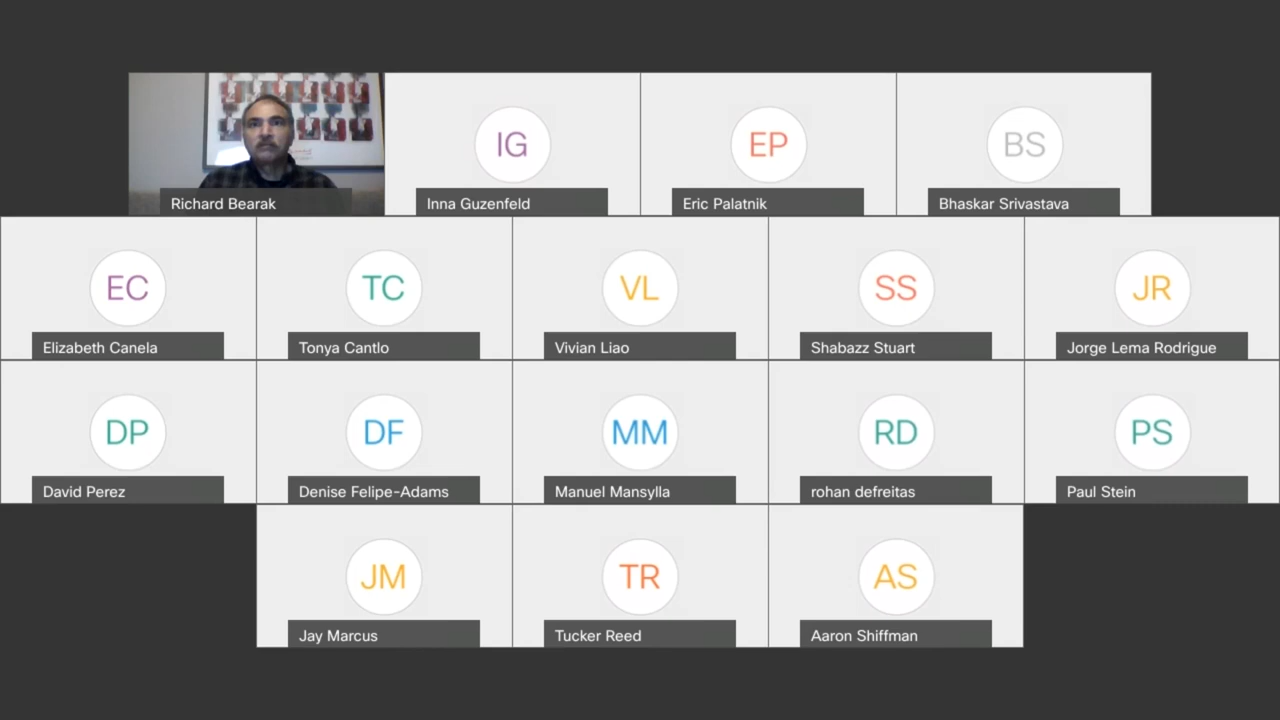 Richard Bearak
IG
Inna Guzenfeld
EP
Eric Palatnik
BS
Bhaskar Srivastava
EC
Elizabeth Canela
TC
Tonya Cantlo
VL
Vivian Liao
SS
Shabazz Stuart
JR
Jorge Lema Rodrigue
DP
David Perez
DF
Denise Felipe-Adams
MM
Manuel Mansylla
RD
rohan defreitas
PS
Paul Stein
JM
Jay Marcus
TR
Tucker Reed
AS
Aaron Shiffman